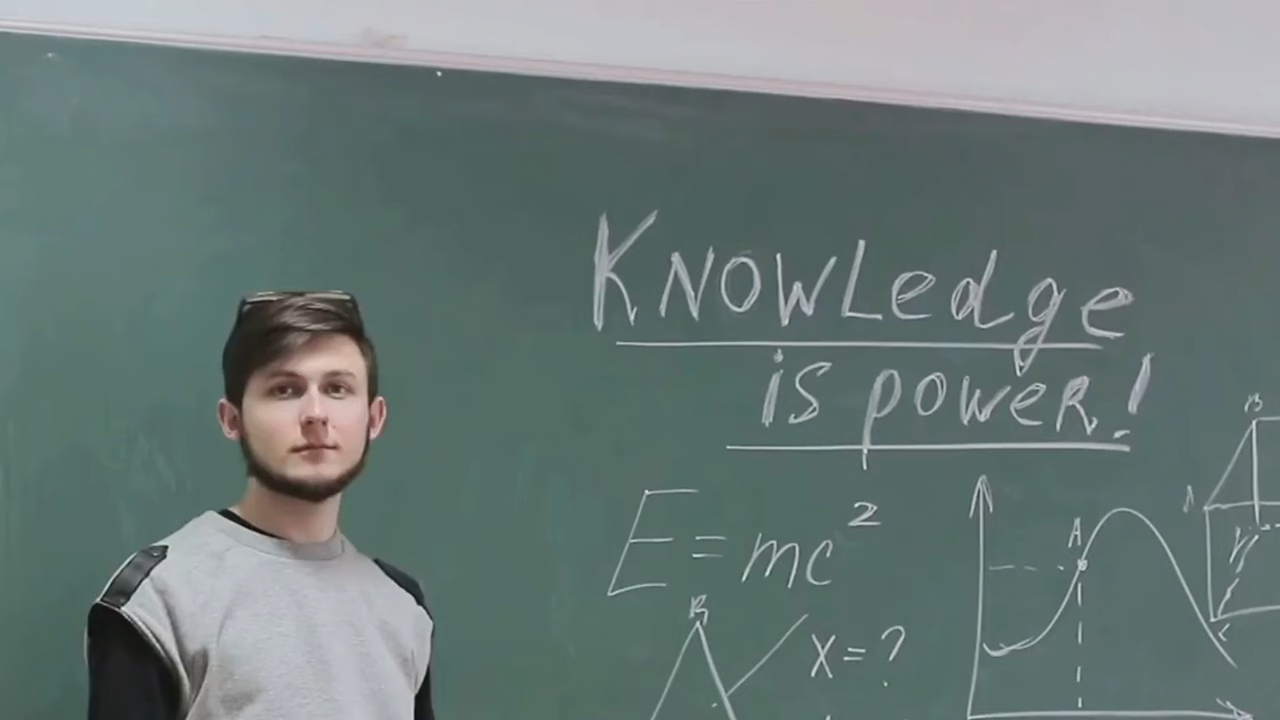 Knowledge
is power!
E = mc²
A
B
A
B
x = ?